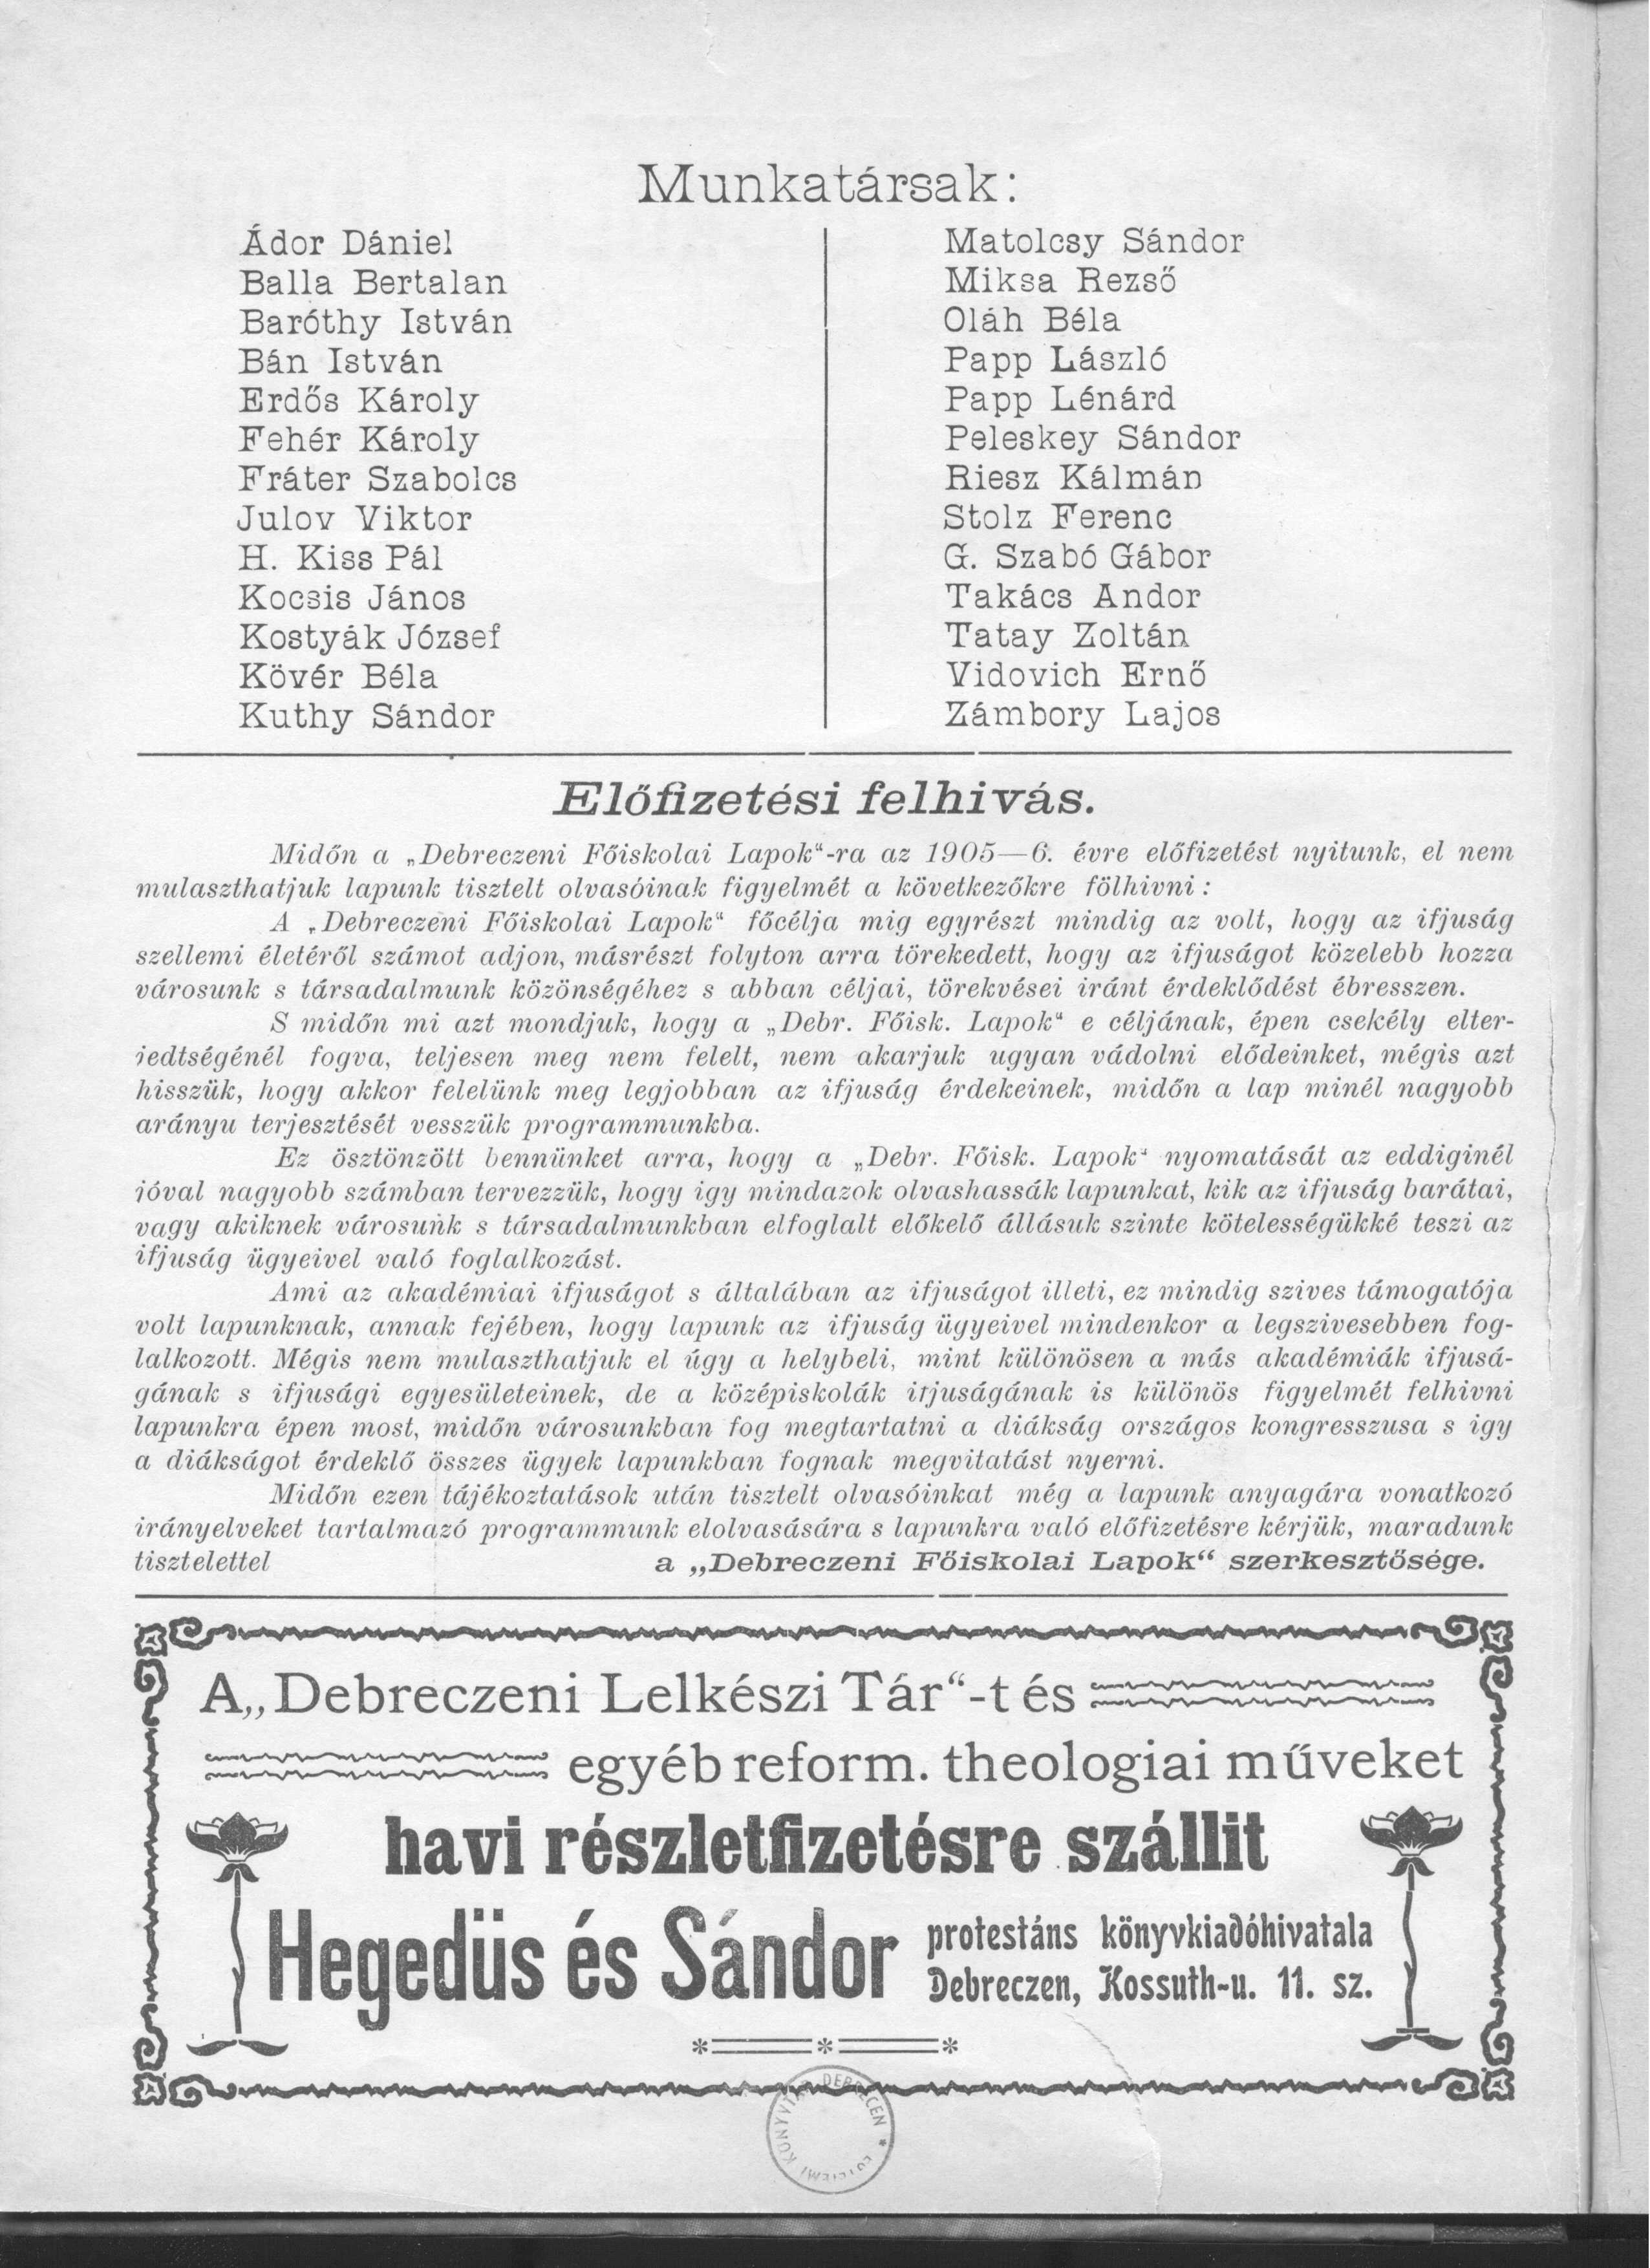 Munkatársak:
Ádor Dániel
Balla Bertalan
Baróthy István
Bán István
Erdős Károly
Fehér Károly
Fráter Szabolcs
Julov Viktor
H. Kiss Pál
Kocsis János
Kostyák József
Kövér Béla
Kuthy Sándor
Matolcsy Sándor
Miksa Rezső
Oláh Béla
Papp László
Papp Lénárd
Peleskey Sándor
Riesz Kálmán
Stolz Ferenc
G. Szabó Gábor
Takács Andor
Tatay Zoltán
Vidovich Ernő
Zámbory Lajos
Előfizetési felhivás.
Midőn a „Debreczeni Főiskolai Lapok“-ra az 1905—6. évre előfizetést nyitunk, el nem
mulaszthatjuk lapunk tisztelt olvasóinak figyelmét a következőkre fölhivni :
A „Debreczeni Főiskolai Lapok“ főcélja mig egyrészt mindig az volt, hogy az ifjuság
szellemi életéről számot adjon, másrészt folyton arra törekedett, hogy az ifjuságot közelebb hozza
városunk s társadalmunk közönségéhez s abban céljai, törekvései iránt érdeklődést ébresszen.
S midőn mi azt mondjuk, hogy a „Debr. Főisk. Lapok“ e céljának, épen csekély elter-
jedtségénél fogva, teljesen meg nem felelt, nem akarjuk ugyan vádolni elődeinket, mégis azt
hisszük, hogy akkor felelünk meg legjobban az ifjuság érdekeinek, midőn a lap minél nagyobb
arányu terjesztését vesszük programmunkba.
Ez ösztönzött bennünket arra, hogy a „Debr. Főisk. Lapok“ nyomatását az eddiginél
jóval nagyobb számban tervezzük, hogy igy mindazok olvashassák lapunkat, kik az ifjuság barátai,
vagy akiknek városunk s társadalmunkban elfoglalt előkelő állásuk szinte kötelességükké teszi az
ifjuság ügyeivel való foglalkozást.
Ami az akadémiai ifjuságot s általában az ifjuságot illeti, ez mindig szives támogatója
volt lapunknak, annak fejében, hogy lapunk az ifjuság ügyeivel mindenkor a legszivesebben fog-
lalkozott. Mégis nem mulaszthatjuk el úgy a helybeli, mint különösen a más akadémiák ifjusá-
gának s ifjusági egyesületeinek, de a középiskolák ifjuságának is különös figyelmét felhivni
lapunkra épen most, midőn városunkban fog megtartatni a diákság országos kongresszusa s igy
a diákságot érdeklő összes ügyek lapunkban fognak megvitatást nyerni.
Midőn ezen tájékoztatások után tisztelt olvasóinkat még a lapunk anyagára vonatkozó
irányelveket tartalmazó programmunk elolvasására s lapunkra való előfizetésre kérjük, maradunk
tisztelettel a „Debreczeni Főiskolai Lapok“ szerkesztősége.
A „Debreczeni Lelkészi Tár“-t és
egyéb reform. theologiai műveket
havi részletfizetésre szállit
Hegedüs és Sándor protestáns könyvkiadóhivatala
Debreczen, Kossuth-u. 11. sz.
DEBRECEN